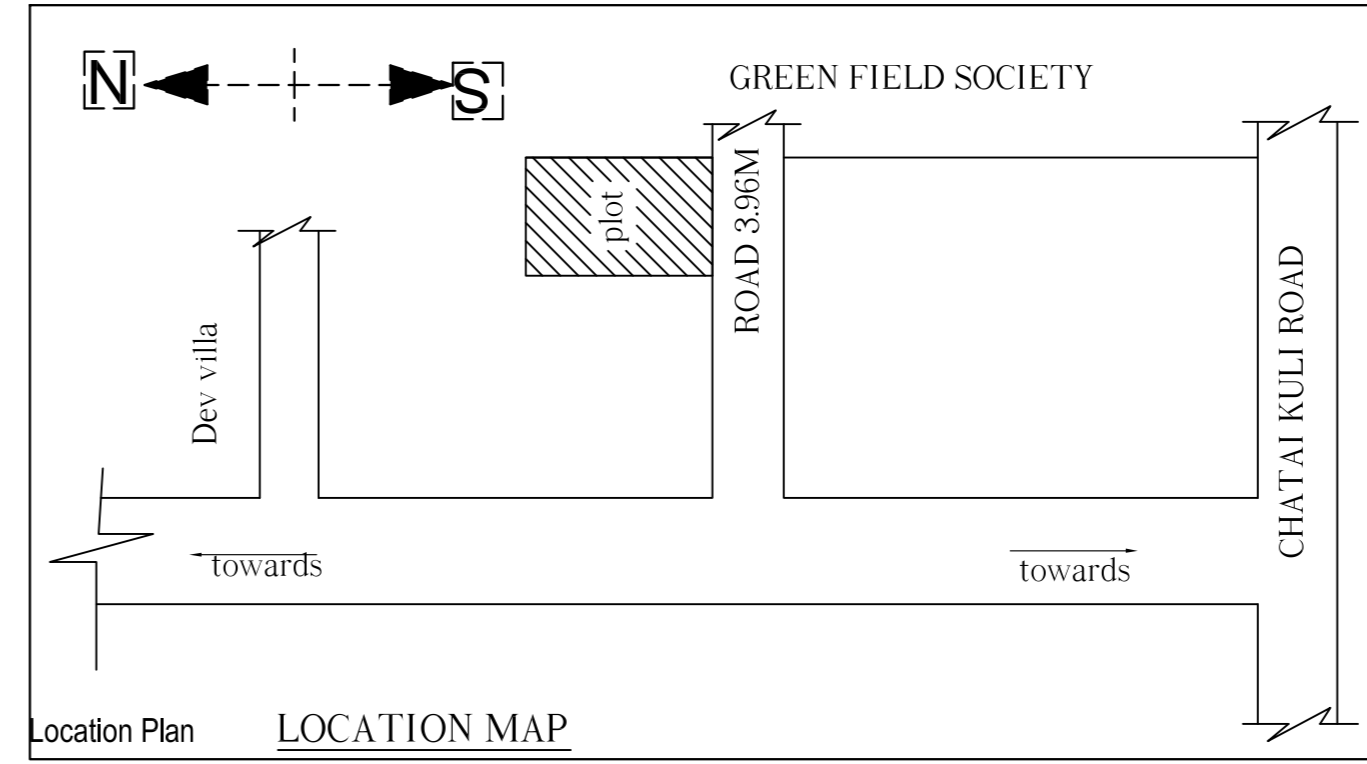 N
S
GREEN FIELD SOCIETY
plot
ROAD 3.96M
Dev villa
CHATAI KULI ROAD
towards
towards
Location Plan
LOCATION MAP